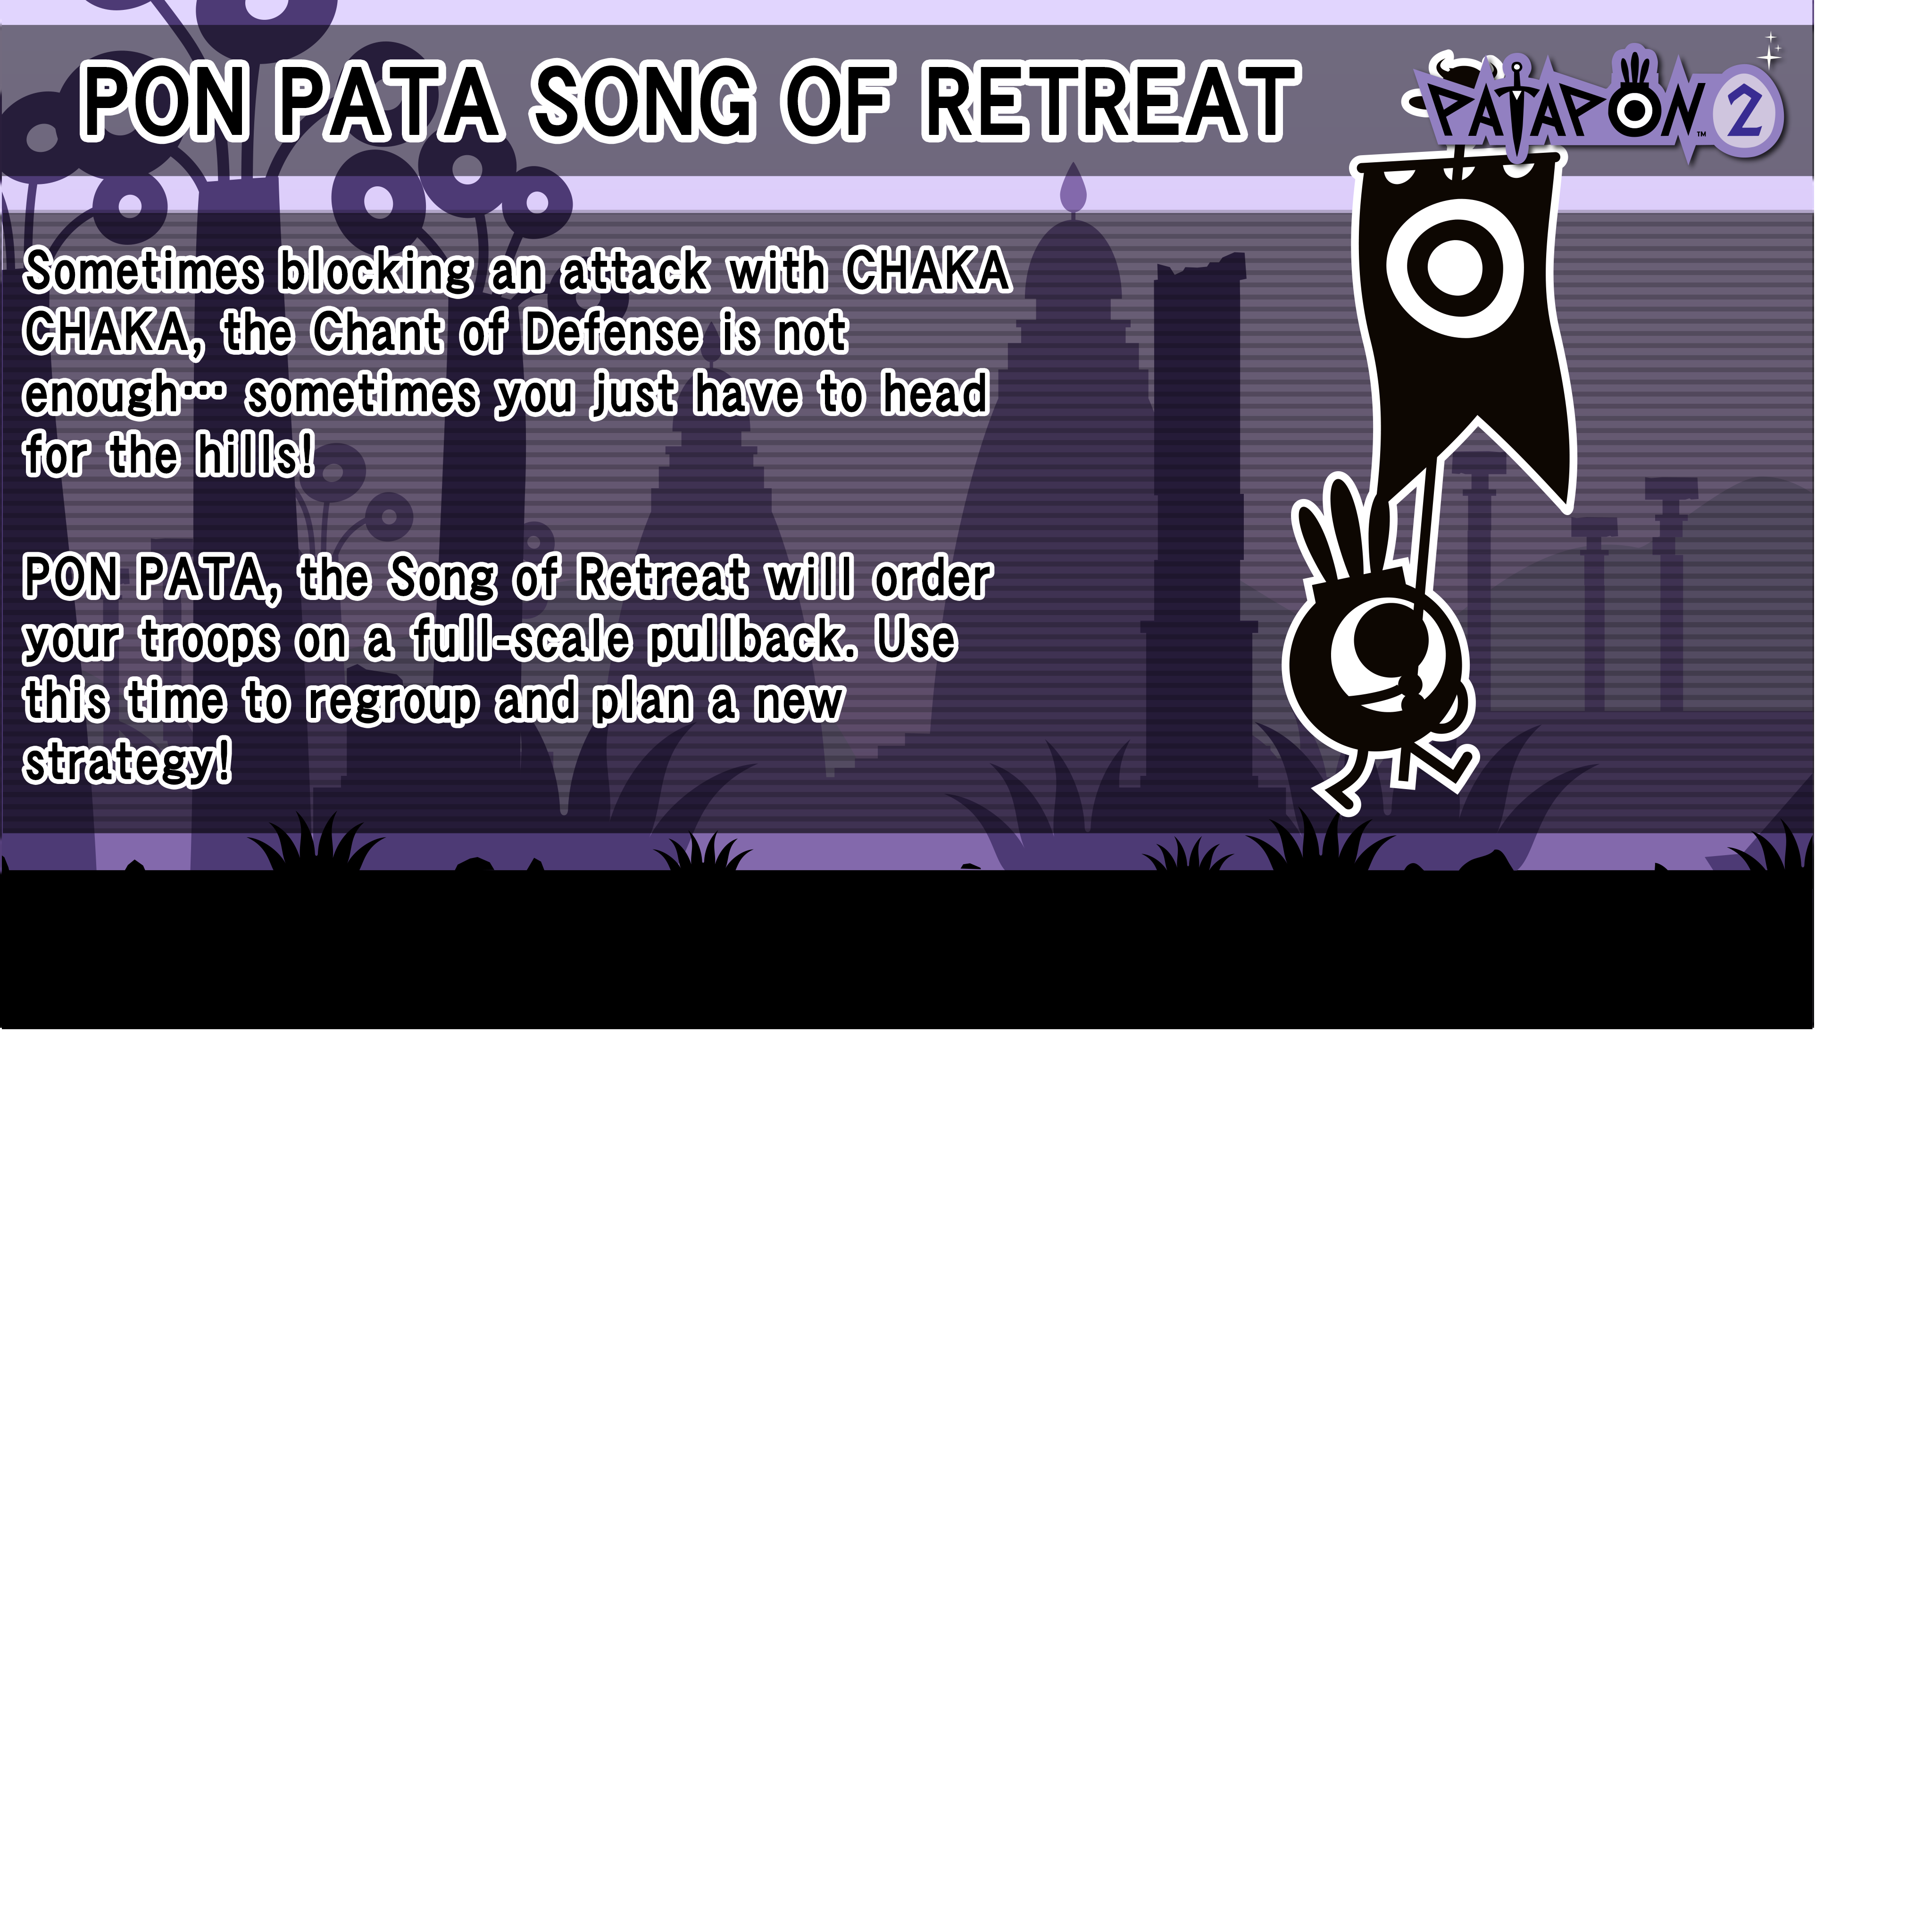 PON PATA SONG OF RETREAT
PATAPON™ 2
Sometimes blocking an attack with CHAKA
CHAKA, the Chant of Defense is not
enough… sometimes you just have to head
for the hills!
PON PATA, the Song of Retreat will order
your troops on a full-scale pullback. Use
this time to regroup and plan a new
strategy!